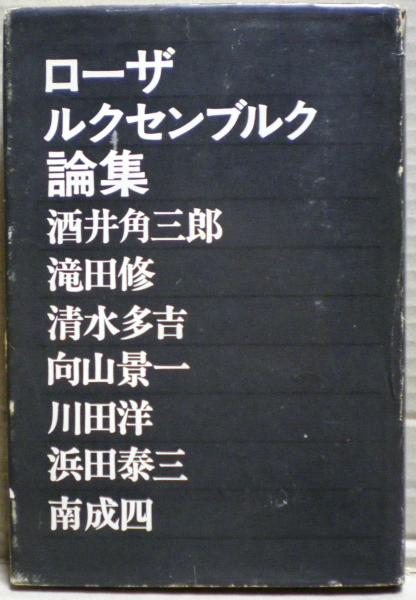 ローザ
ルクセンブルク
論集
酒井角三郎
滝田修
清水多吉
向山景一
川田洋
浜田泰三
南成四